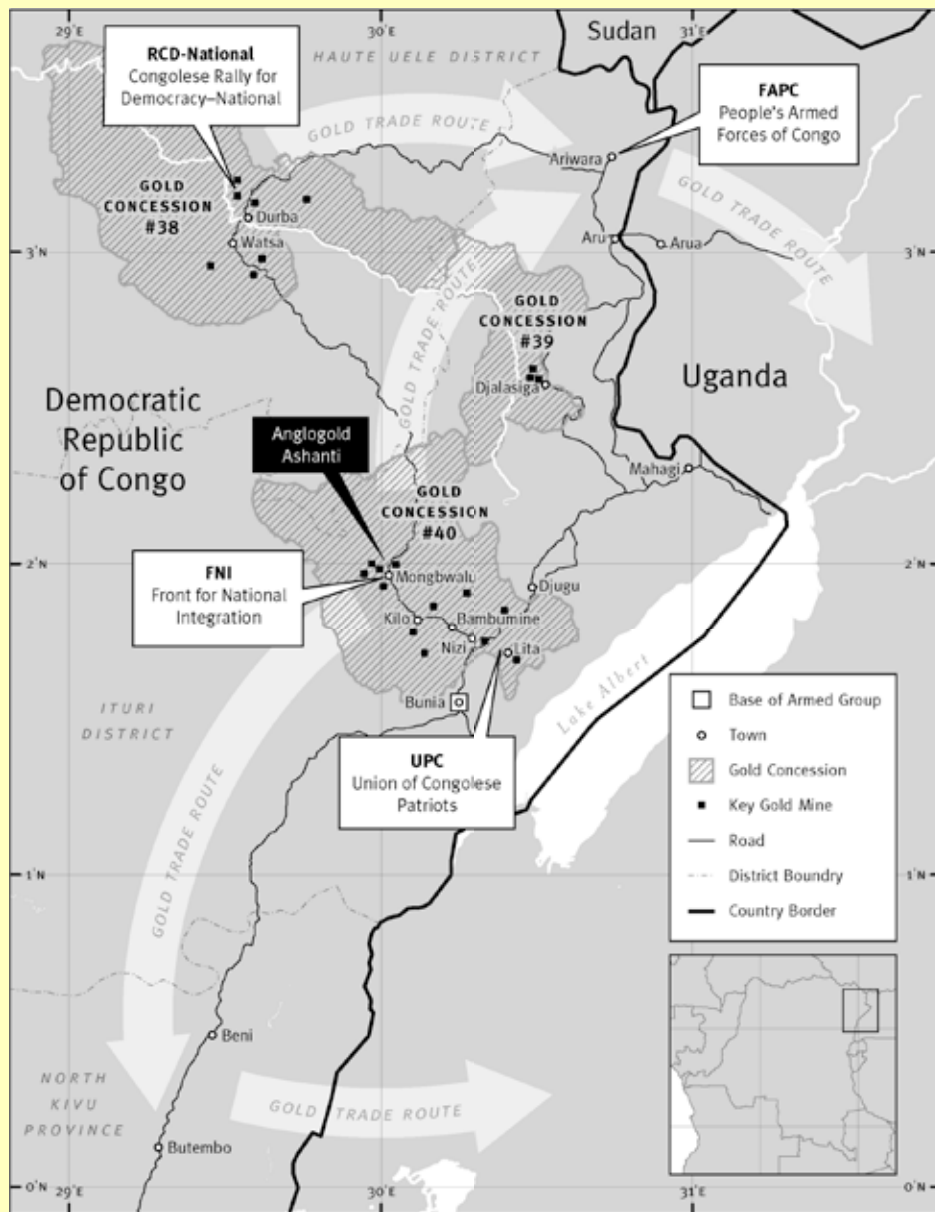 29°E
30°E
31°E
Sudan
HAUTE UELE DISTRICT
RCD-National
Congolese Rally for
Democracy–National
FAPC
People's Armed
Forces of Congo
GOLD TRADE ROUTE
Ariwara
GOLD TRADE ROUTE
GOLD
CONCESSION
#38
Durba
Watsa
Aru
Arua
3°N
3°N
GOLD TRADE ROUTE
GOLD
CONCESSION
#39
Djalasiga
Uganda
Democratic
Republic
of Congo
Anglogold
Ashanti
Mahagi
GOLD
CONCESSION
#40
2°N
2°N
FNI
Front for National
Integration
Mongbwalu
Djugu
Kilo
Bambumine
Nizi
Lita
Bunia
Lake Albert
ITURI
DISTRICT
UPC
Union of Congolese
Patriots
Base of Armed Group
Town
Gold Concession
Key Gold Mine
Road
District Boundry
Country Border
GOLD TRADE ROUTE
1°N
1°N
Beni
NORTH
KIVU
PROVINCE
GOLD TRADE ROUTE
Butembo
0°N
0°N
29°E
30°E
31°E